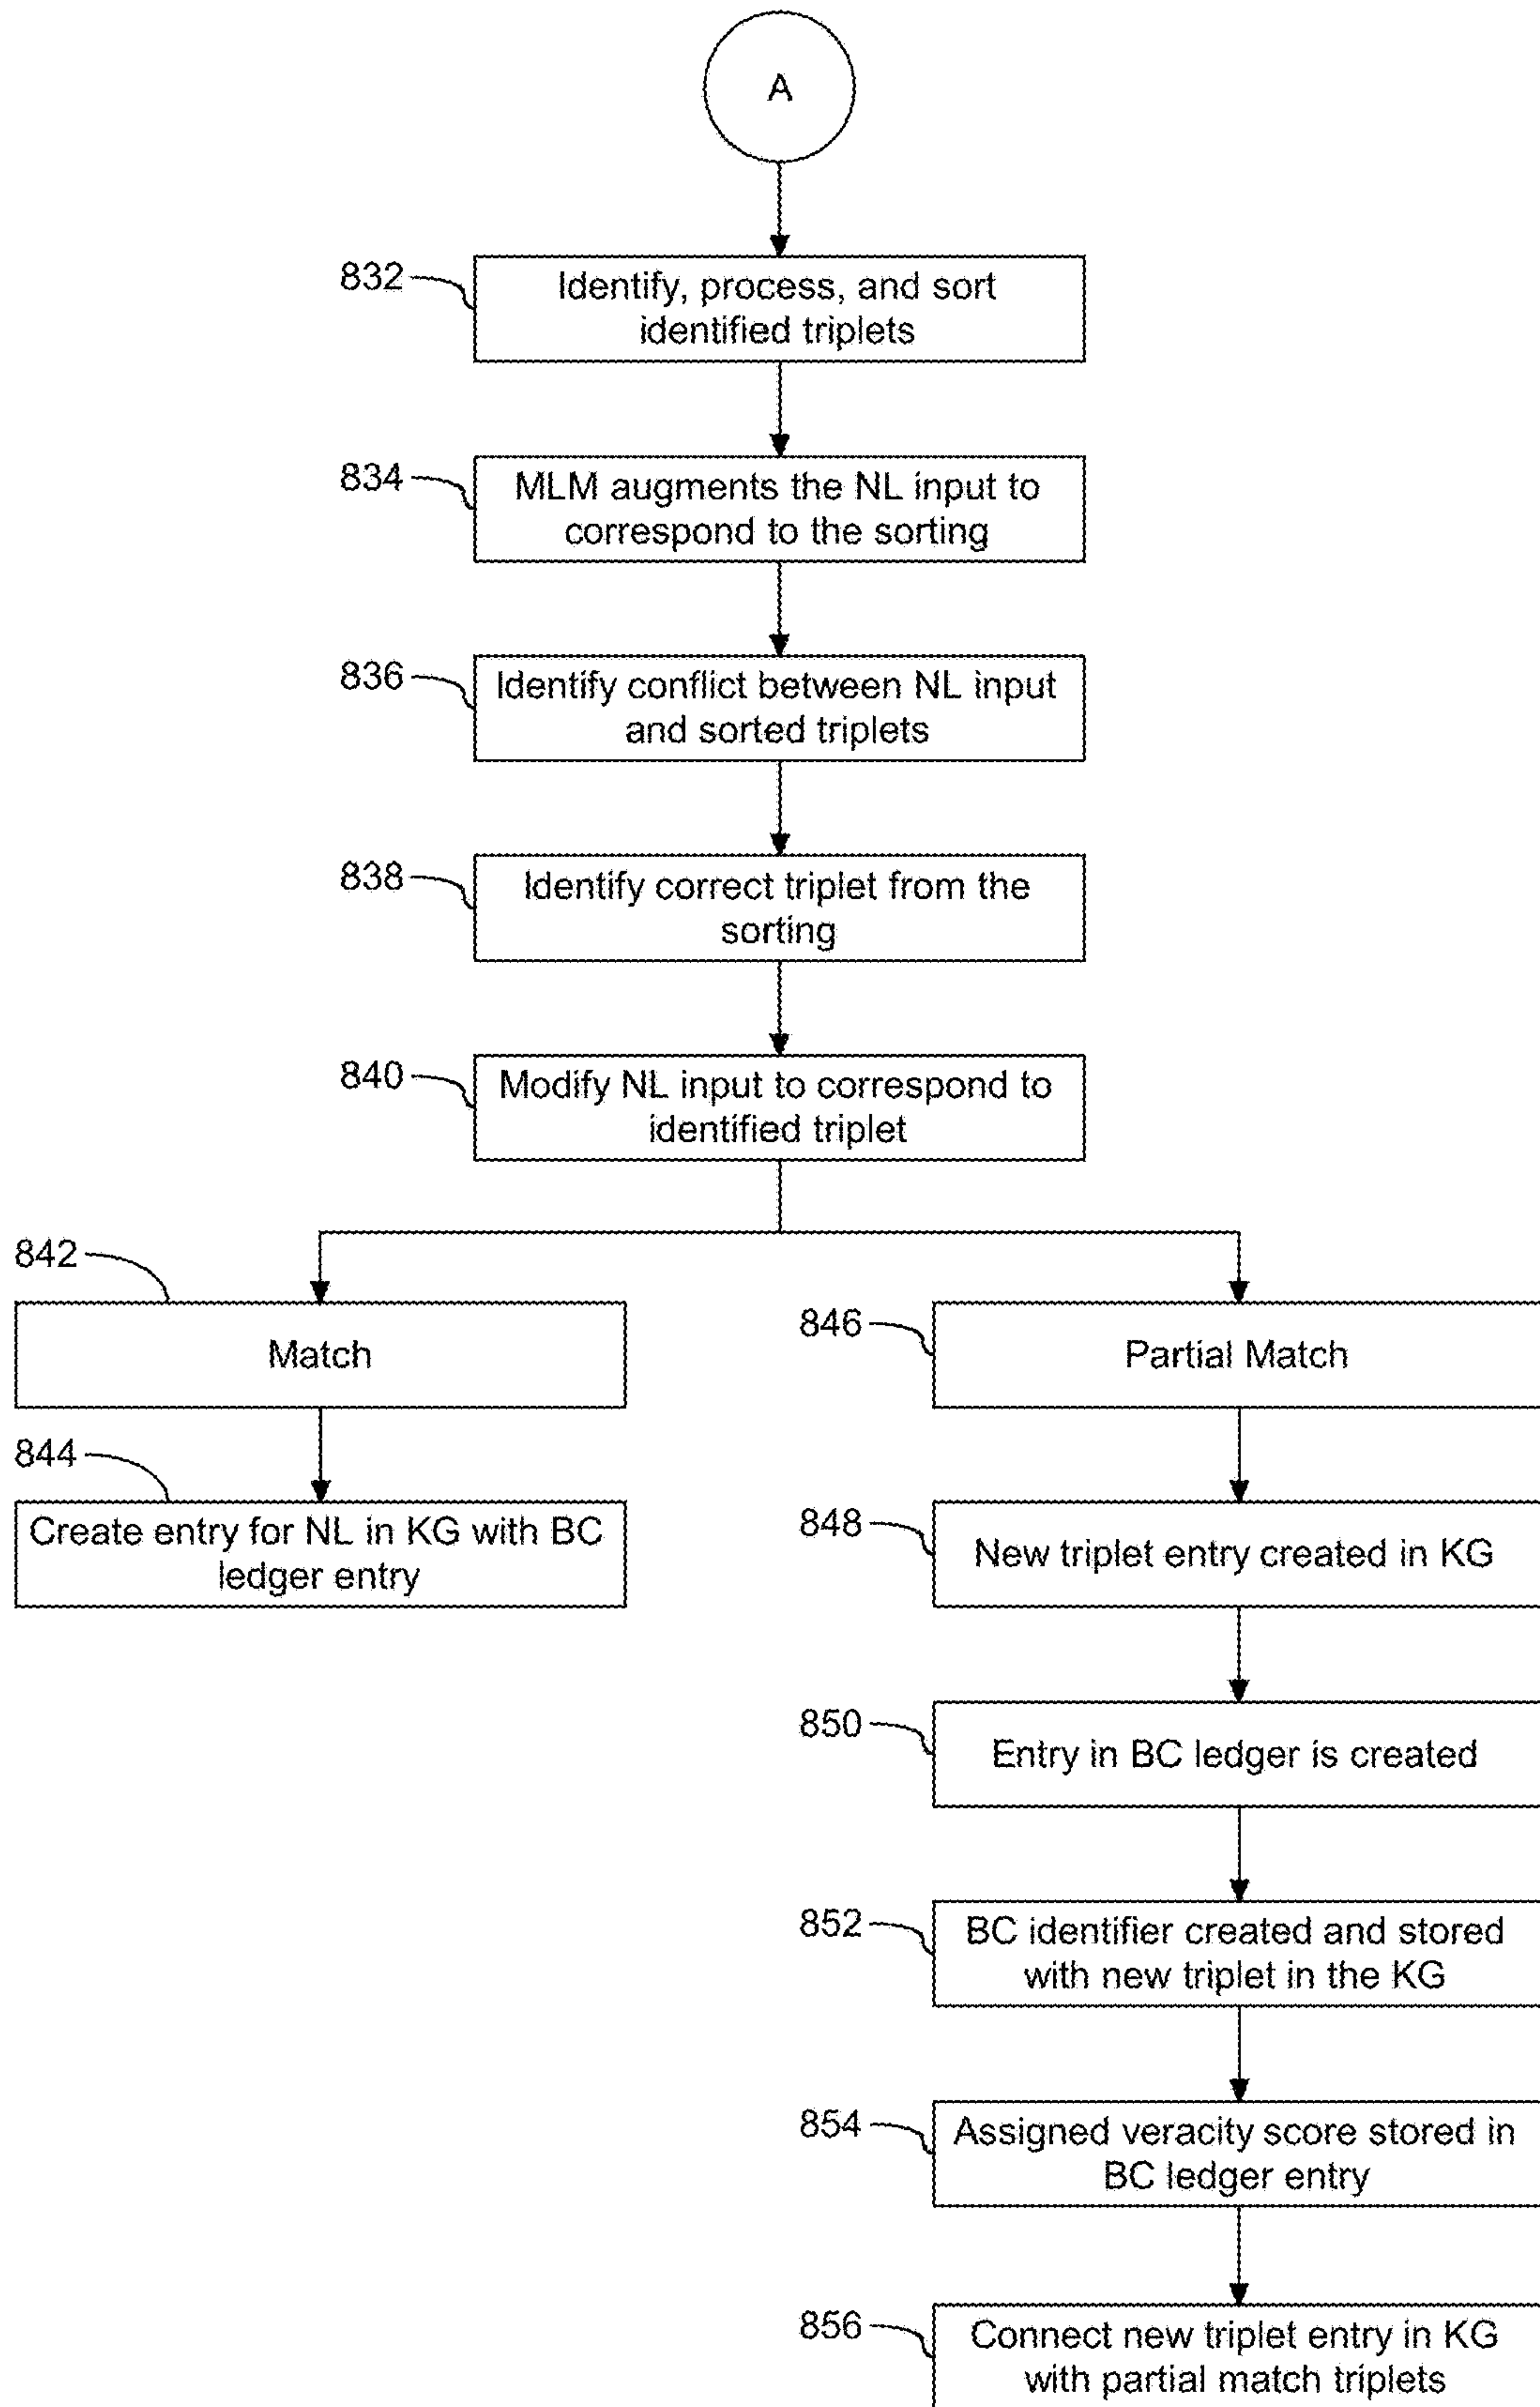 A
832
Identify, process, and sort
identified triplets
834
MLM augments the NL input to
correspond to the sorting
836
Identify conflict between NL input
and sorted triplets
838
Identify correct triplet from the
sorting
840
Modify NL input to correspond to
identified triplet
842
Match
844
Create entry for NL in KG with BC
ledger entry
846
Partial Match
848
New triplet entry created in KG
850
Entry in BC ledger is created
852
BC identifier created and stored
with new triplet in the KG
854
Assigned veracity score stored in
BC ledger entry
856
Connect new triplet entry in KG
with partial match triplets